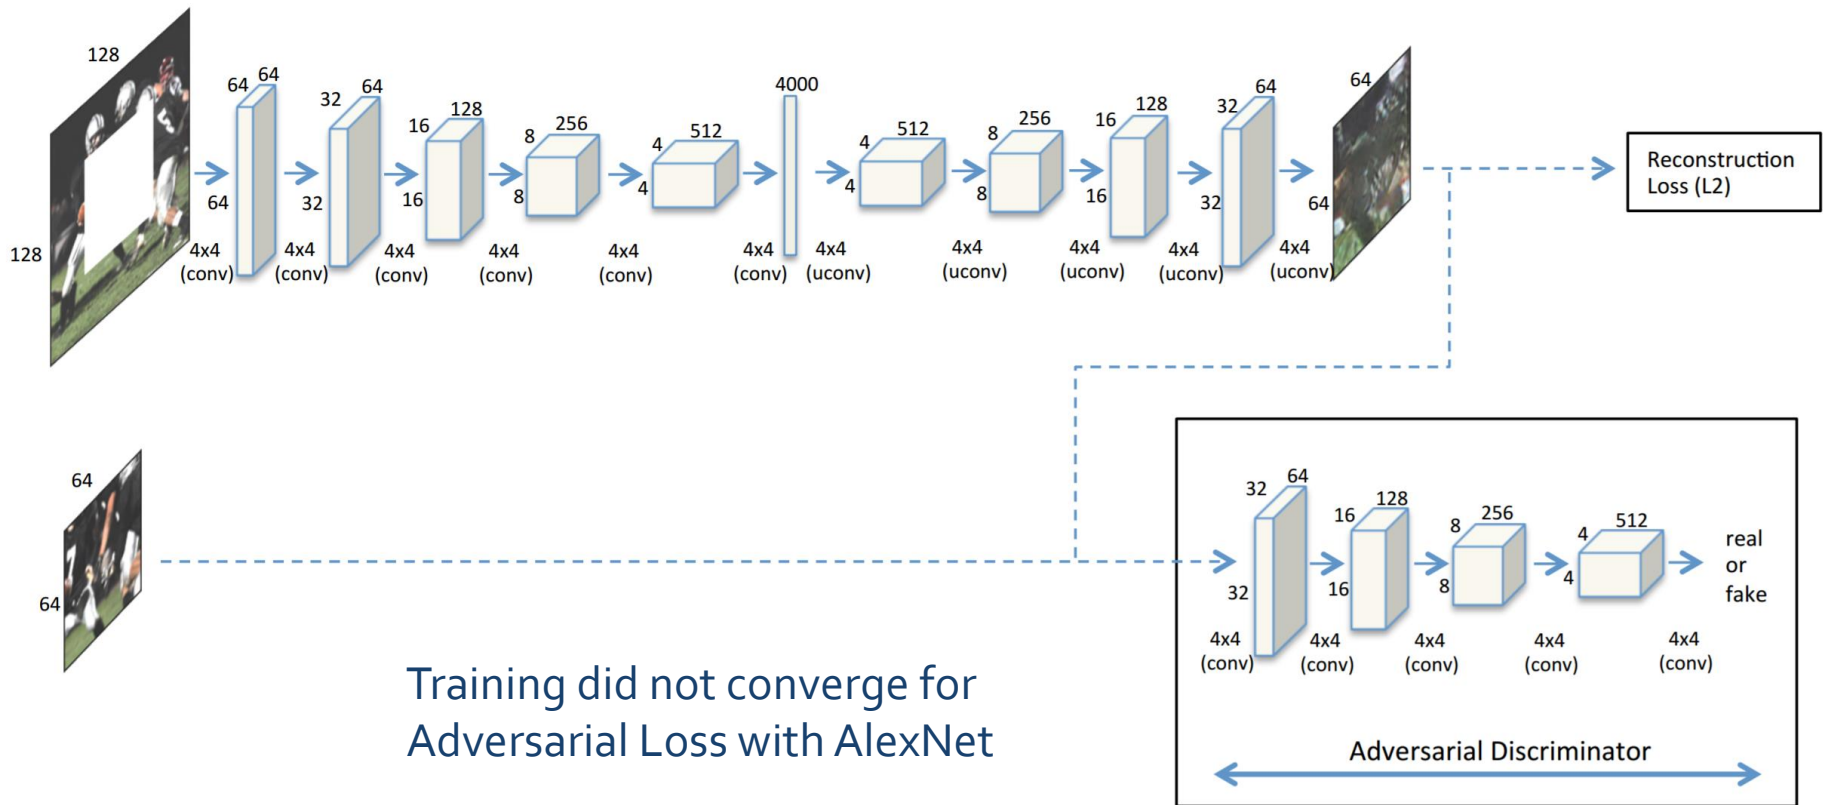 128
128
64 64
64
4x4
(conv)
32 64
32
4x4
(conv)
16 128
16
4x4
(conv)
8 256
8
4x4
(conv)
4 512
4
4x4
(conv)
4000
4x4
(conv)
4x4
(uconv)
4 512
4
4x4
(uconv)
8 256
8
4x4
(uconv)
16 128
16
4x4
(uconv)
32 64
32
4x4
(uconv)
64
64
Reconstruction
Loss (L2)
64
64
Training did not converge for
Adversarial Loss with AlexNet
4x4
(conv)
32 64
32
4x4
(conv)
16 128
16
4x4
(conv)
8 256
8
4x4
(conv)
4 512
4
4x4
(conv)
real
or
fake
Adversarial Discriminator